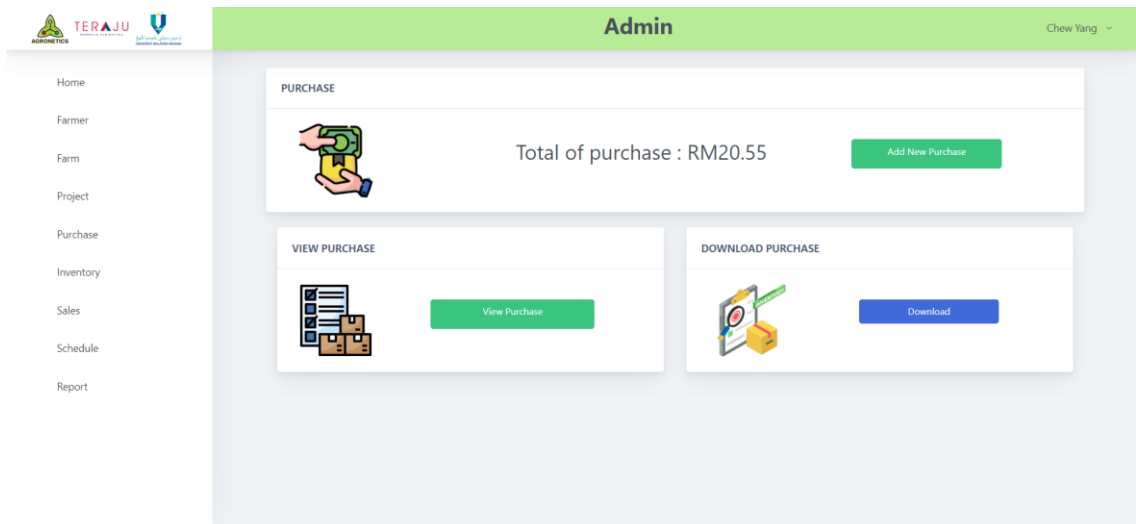 AGRONETICS
TERAJU
Admin
Chew Yang
Home
Farmer
Farm
Project
Purchase
Inventory
Sales
Schedule
Report
PURCHASE
Total of purchase : RM20.55
Add New Purchase
VIEW PURCHASE
View Purchase
DOWNLOAD PURCHASE
Download